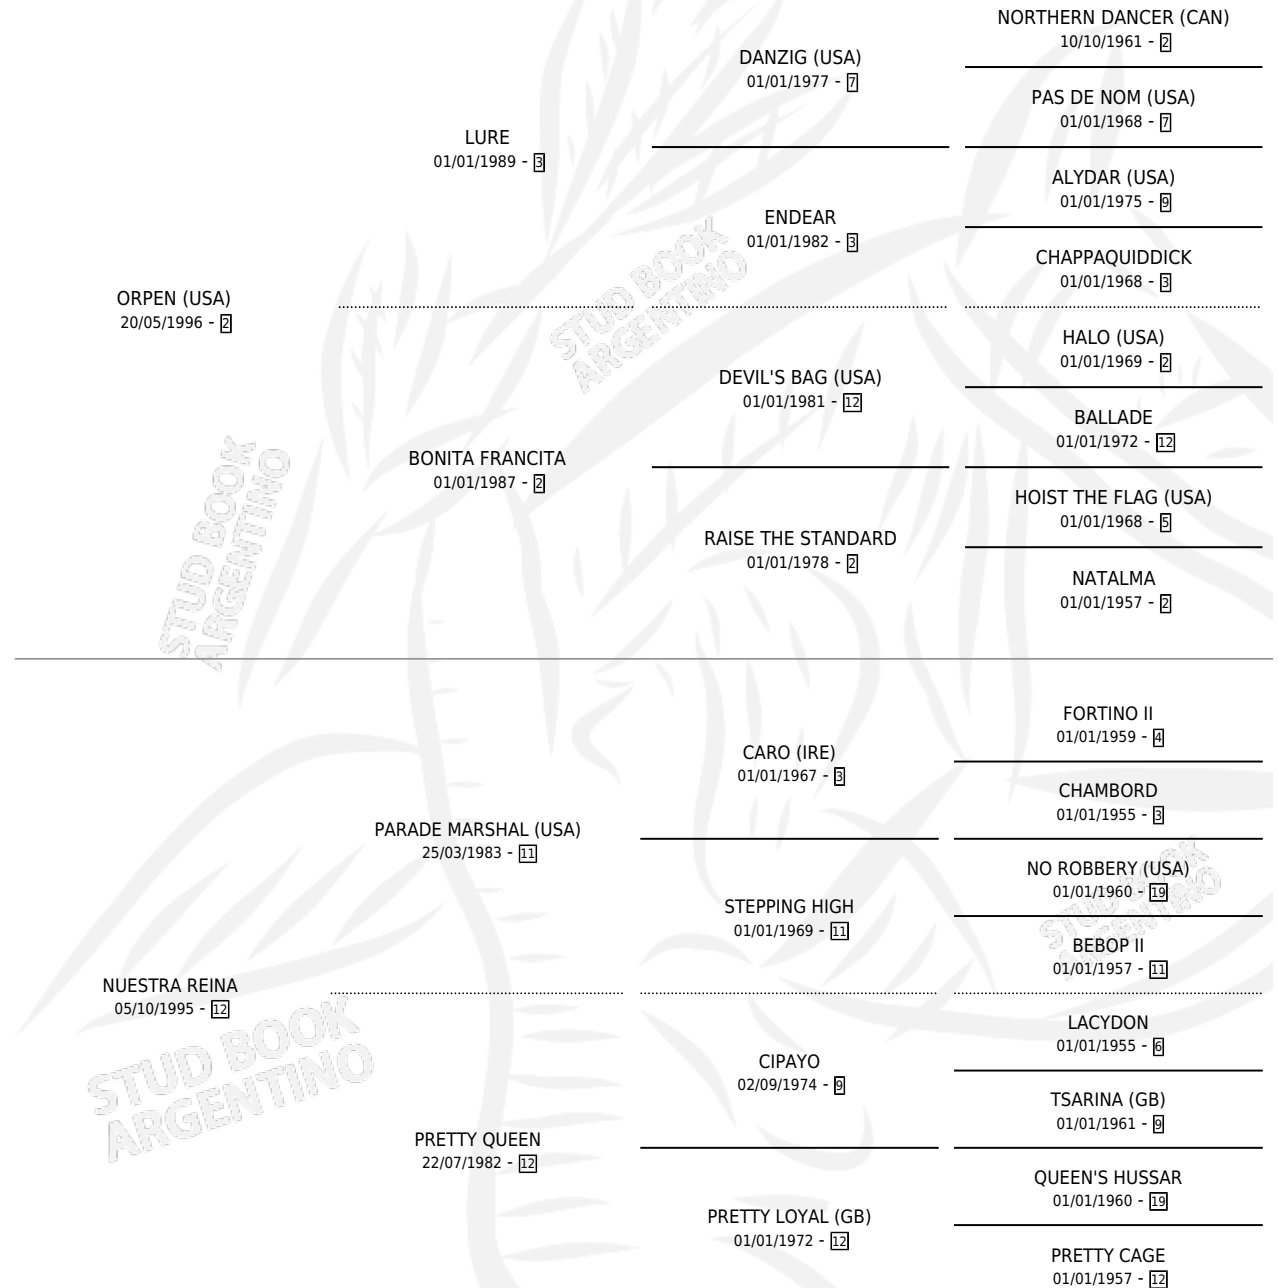 NORTHERN DANCER (CAN)
10/10/1961 - 2
DANZIG (USA)
01/01/1977 - 7
PAS DE NOM (USA)
01/01/1968 - 7
LURE
01/01/1989 - 3
ALYDAR (USA)
01/01/1975 - 9
ENDEAR
01/01/1982 - 3
CHAPPAQUIDDICK
01/01/1968 - 3
ORPEN (USA)
20/05/1996 - 2
STUD BOOK
ARGENTINO
HALO (USA)
01/01/1969 - 2
DEVIL'S BAG (USA)
01/01/1981 - 12
BALLADE
01/01/1972 - 12
BONITA FRANCITA
01/01/1987 - 2
HOIST THE FLAG (USA)
01/01/1968 - 5
RAISE THE STANDARD
01/01/1978 - 2
NATALMA
01/01/1957 - 2
STUD BOOK
ARGENTINO
FORTINO II
01/01/1959 - 4
CARO (IRE)
01/01/1967 - 3
CHAMBORD
01/01/1955 - 3
PARADE MARSHAL (USA)
25/03/1983 - 11
NO ROBBERY (USA)
01/01/1960 - 19
STEPPING HIGH
01/01/1969 - 11
BEBOP II
01/01/1957 - 11
STUD BOOK
ARGENTINO
NUESTRA REINA
05/10/1995 - 12
LACYDON
01/01/1955 - 6
CIPAYO
02/09/1974 - 9
TSARINA (GB)
01/01/1961 - 9
STUD BOOK
ARGENTINO
PRETTY QUEEN
22/07/1982 - 12
QUEEN'S HUSSAR
01/01/1960 - 19
PRETTY LOYAL (GB)
01/01/1972 - 12
PRETTY CAGE
01/01/1957 - 12